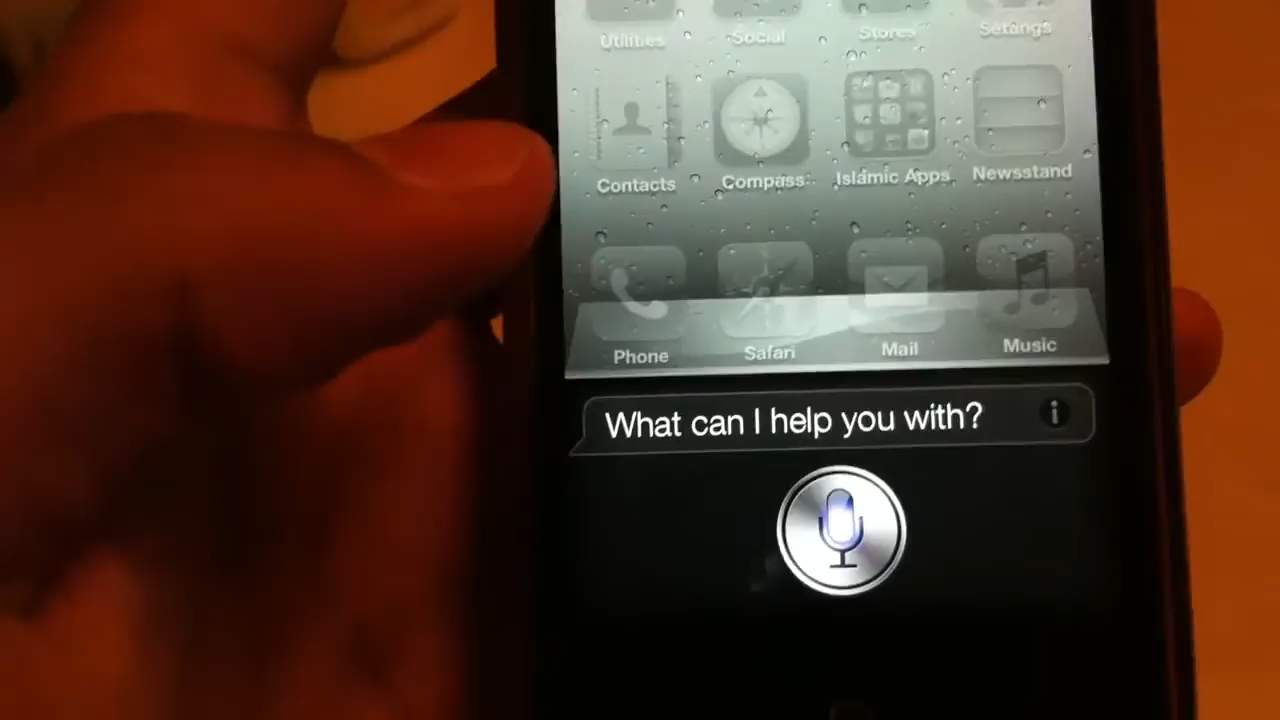 Utilities Social Stores Settings
Contacts Compass Islamic Apps Newsstand
Phone Safari Mail Music
What can I help you with? i